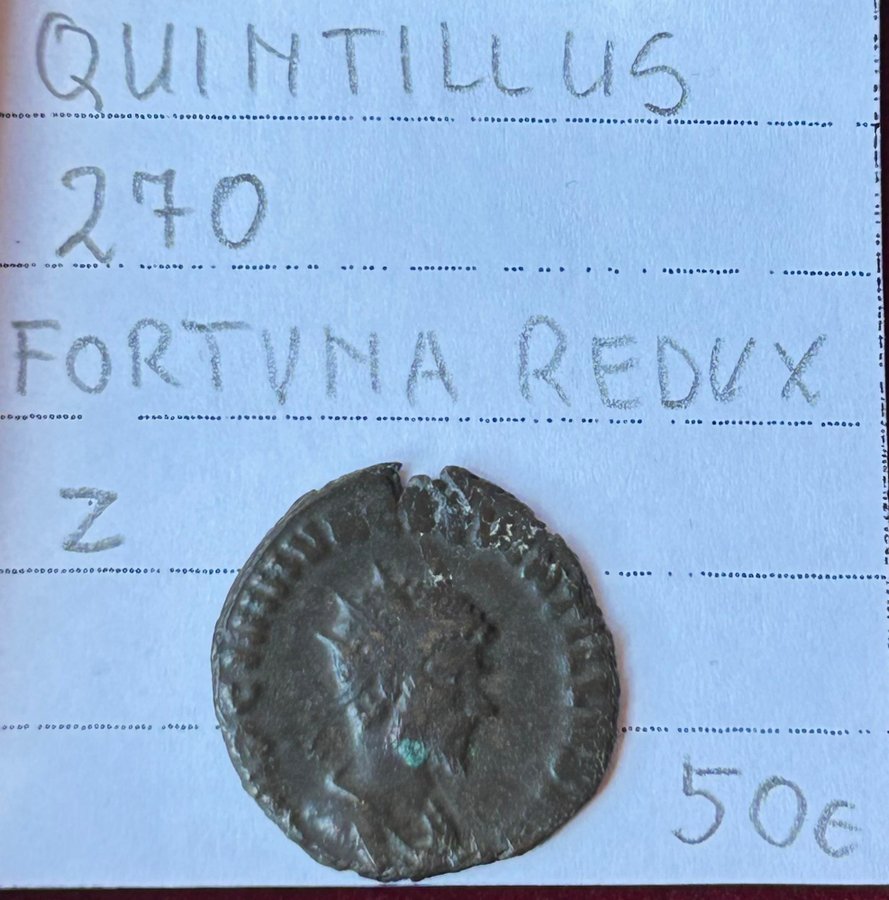 QUINTILLUS
270
FORTVNA REDVX
Z
50€